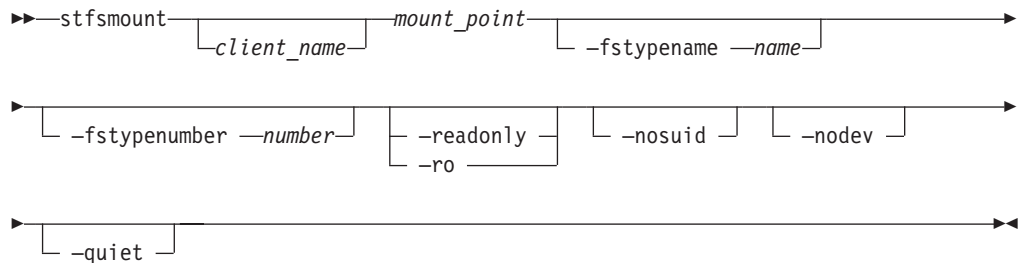 stfsmount client_name mount_point –fstypename name
–fstypenumber number –readonly –nosuid –nodev
–ro
–quiet